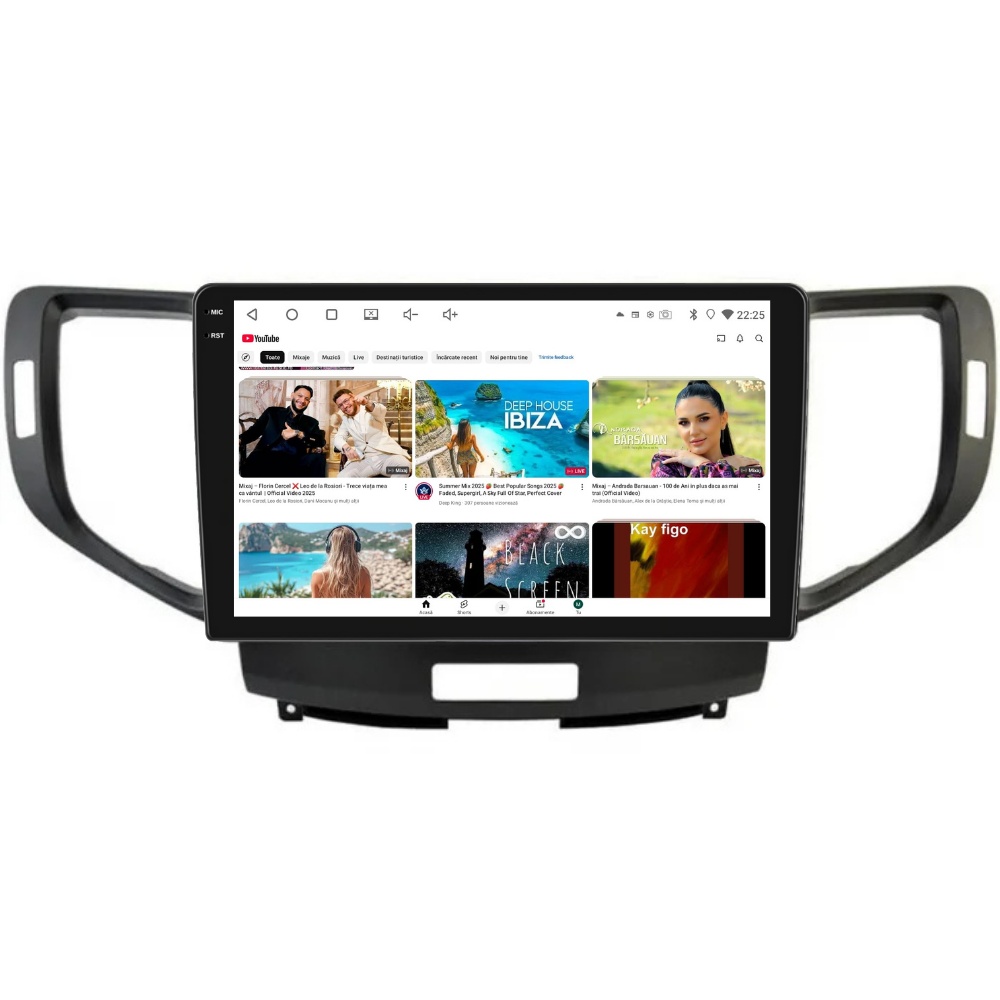 MIC
22:25
RST
YouTube
Toate Mixaje Muzică Live Destinații turistice Încărcate recent Noi pentru tine Trimite feedback
DEEP HOUSE
IBIZA
BÂRSĂUAN
Mixaj
LIVE
Mixaj
Mixaj – Florin Cercel ❌ Leo de la Rosiori - Trece viața mea
ca vântul | Official Video 2025
Florin Cercel, Leo de la Rosiori, Dani Mocanu și mulți alții
LIVE
Summer Mix 2025 🍓 Best Popular Songs 2025 🍓
Faded, Supergirl, A Sky Full Of Star, Perfect Cover
Deep King · 397 persoane vizionează
Mixaj – Andrada Barsauan - 100 de Ani in plus daca as mai
trai (Official Video)
Andrada Bârsăuan, Alex de la Orăștie, Elena Toma și mulți alții
BLACK
SCREEN
Kay figo
Acasă Shorts Abonamente Tu
M